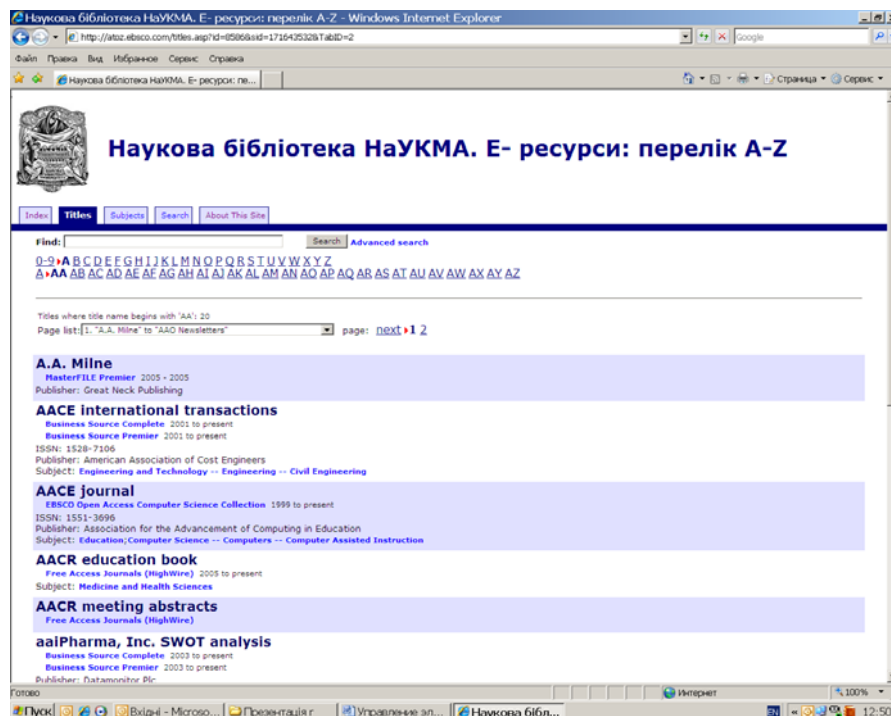 Наукова бібліотека НаУКМА. Е- ресурси: перелік A-Z - Windows Internet Explorer
http://atoz.ebsco.com/titles.asp?id=8586&sid=171643532&TabID=2
Google
Файл Правка Вид Избранное Сервис Справка
Наукова бібліотека НаУКМА. Е- ресурси: пе...
Страница Сервис
Наукова бібліотека НаУКМА. Е- ресурси: перелік A-Z
Index Titles Subjects Search About This Site
Find: Search Advanced search
0-9 A B C D E F G H I J K L M N O P Q R S T U V W X Y Z
A AA AB AC AD AE AF AG AH AI AJ AK AL AM AN AO AP AQ AR AS AT AU AV AW AX AY AZ
Titles where title name begins with 'AA': 20
Page list: 1. "A.A. Milne" to "AAO Newsletters" page: next 1 2
A.A. Milne
MasterFILE Premier 2005 - 2005
Publisher: Great Neck Publishing
AACE international transactions
Business Source Complete 2001 to present
Business Source Premier 2001 to present
ISSN: 1528-7106
Publisher: American Association of Cost Engineers
Subject: Engineering and Technology -- Engineering -- Civil Engineering
AACE journal
EBSCO Open Access Computer Science Collection 1999 to present
ISSN: 1551-3696
Publisher: Association for the Advancement of Computing in Education
Subject: Education;Computer Science -- Computers -- Computer Assisted Instruction
AACR education book
Free Access Journals (HighWire) 2005 to present
Subject: Medicine and Health Sciences
AACR meeting abstracts
Free Access Journals (HighWire)
aaiPharma, Inc. SWOT analysis
Business Source Complete 2003 to present
Business Source Premier 2003 to present
Publisher: Datamonitor Plc
Готово Интернет 100%
Пуск Вхідні - Microso... Презентація г Управление эл... Наукова бібл... EN 12:50